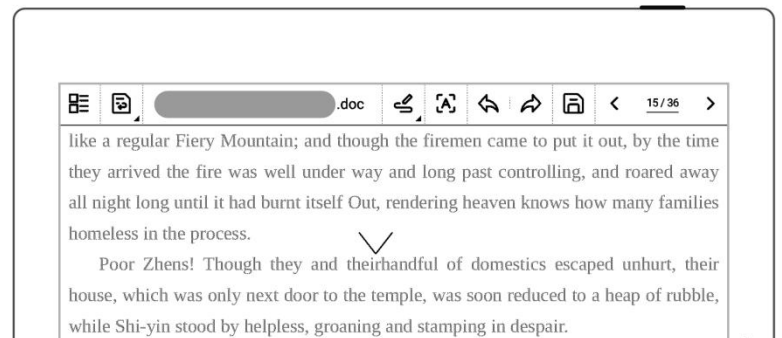 .doc
15/36
like a regular Fiery Mountain; and though the firemen came to put it out, by the time
they arrived the fire was well under way and long past controlling, and roared away
all night long until it had burnt itself Out, rendering heaven knows how many families
homeless in the process.
Poor Zhens! Though they and theirhandful of domestics escaped unhurt, their
house, which was only next door to the temple, was soon reduced to a heap of rubble,
while Shi-yin stood by helpless, groaning and stamping in despair.